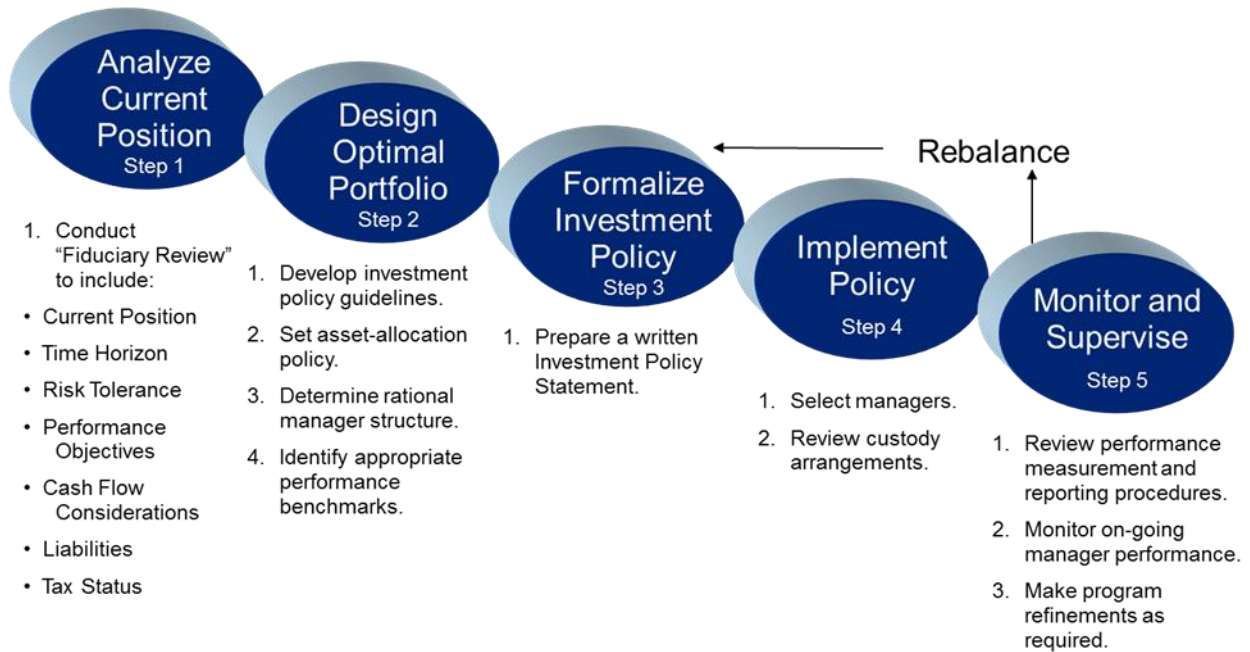 Analyze
Current
Position
Step 1
1. Conduct
“Fiduciary Review”
to include:
• Current Position
• Time Horizon
• Risk Tolerance
• Performance
Objectives
• Cash Flow
Considerations
• Liabilities
• Tax Status
Design
Optimal
Portfolio
Step 2
1. Develop investment
policy guidelines.
2. Set asset-allocation
policy.
3. Determine rational
manager structure.
4. Identify appropriate
performance
benchmarks.
Formalize
Investment
Policy
Step 3
1. Prepare a written
Investment Policy
Statement.
Implement
Policy
Step 4
1. Select managers.
2. Review custody
arrangements.
Rebalance
Monitor and
Supervise
Step 5
1. Review performance
measurement and
reporting procedures.
2. Monitor on-going
manager performance.
3. Make program
refinements as
required.